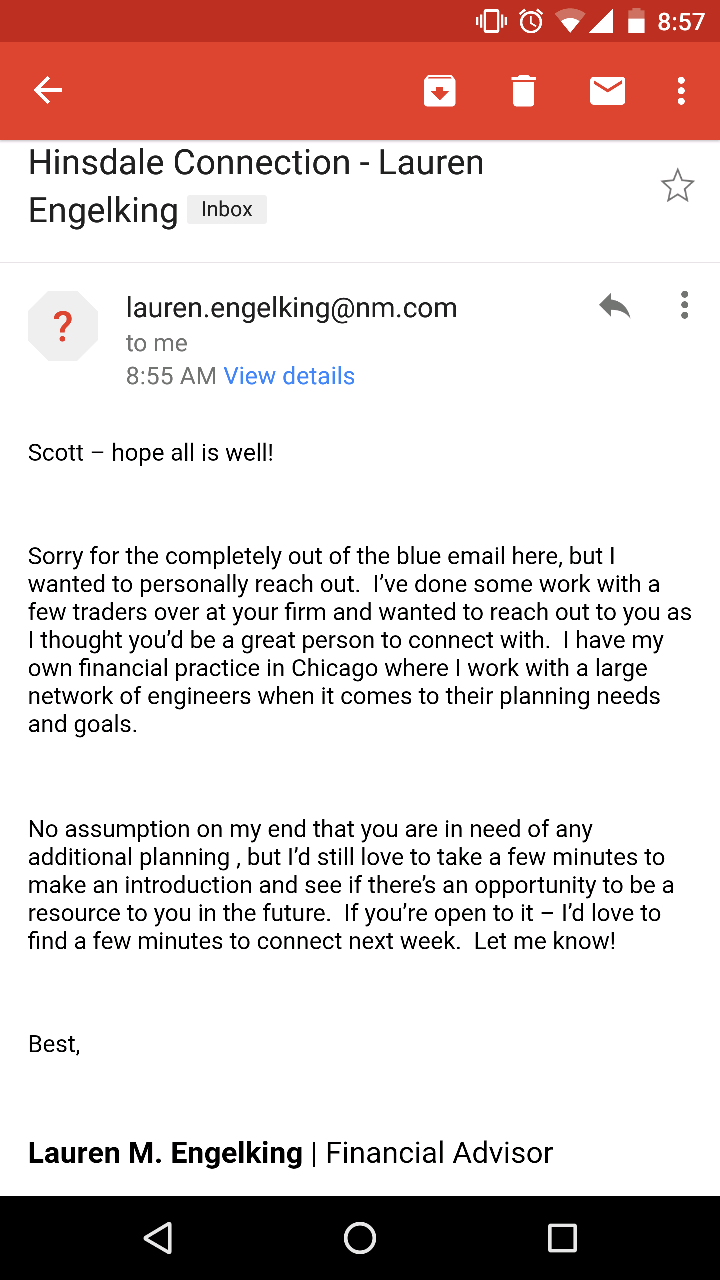 8:57
Hinsdale Connection - Lauren
Engelking Inbox
?
lauren.engelking@nm.com
to me
8:55 AM View details
Scott – hope all is well!
Sorry for the completely out of the blue email here, but I
wanted to personally reach out.  I’ve done some work with a
few traders over at your firm and wanted to reach out to you as
I thought you’d be a great person to connect with.  I have my
own financial practice in Chicago where I work with a large
network of engineers when it comes to their planning needs
and goals.
No assumption on my end that you are in need of any
additional planning , but I’d still love to take a few minutes to
make an introduction and see if there’s an opportunity to be a
resource to you in the future.  If you’re open to it – I’d love to
find a few minutes to connect next week.  Let me know!
Best,
Lauren M. Engelking | Financial Advisor